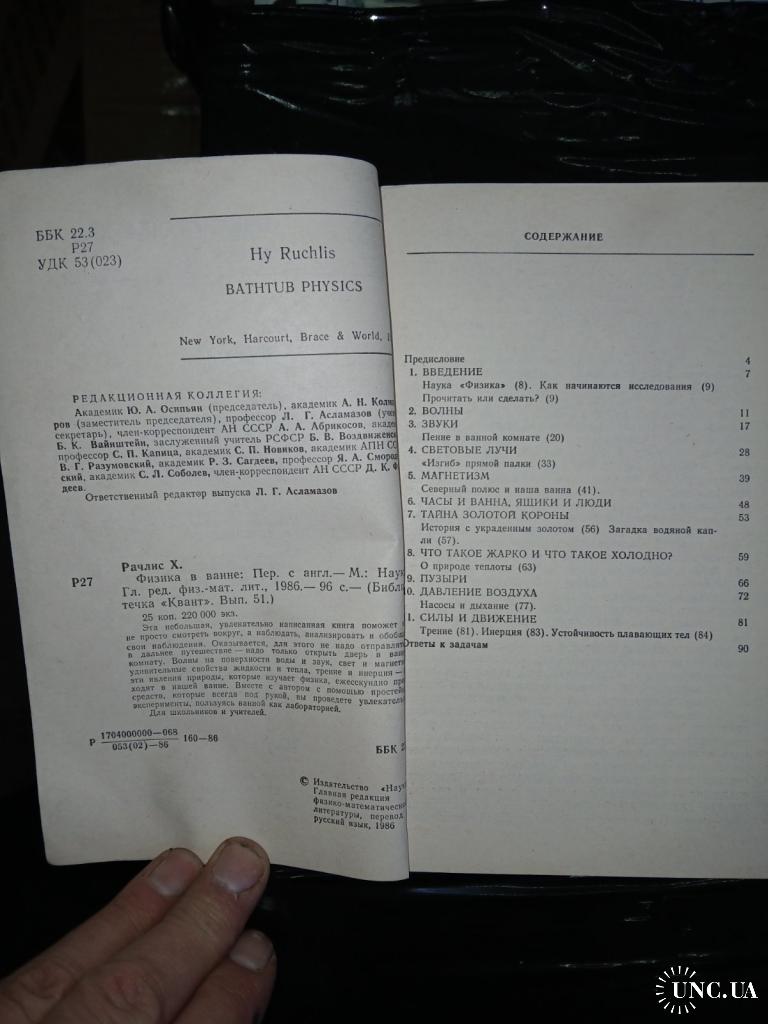 ББК 22.3
Р27
УДК 53(023)
Hy Ruchlis
BATHTUB PHYSICS
New York, Harcourt, Brace & World,
РЕДАКЦИОННАЯ КОЛЛЕГИЯ:
Академик Ю. А. Осипьян (председатель), академик А. Н. Колмо
ров (заместитель председателя), профессор Л. Г. Асламазов (учен
секретарь), член-корреспондент АН СССР А. А. Абрикосов, академ
Б. К. Вайнштейн, заслуженный учитель РСФСР Б. В. Воздвиженск
профессор С. П. Капица, академик С. П. Новиков, академик АПН СС
В. Г. Разумовский, академик Р. З. Сагдеев, профессор Я. А. Смород
ский, академик С. Л. Соболев, член-корреспондент АН СССР Д. К. Ф
деев.
Ответственный редактор выпуска Л. Г. Асламазов
Рачлис Х.
Р27 Физика в ванне: Пер. с англ.— М.: Наук
Гл. ред. физ.-мат. лит., 1986.— 96 с.— (Библи
течка «Квант». Вып. 51.)
25 коп. 220 000 экз.
Эта небольшая, увлекательно написанная книга поможет
не просто смотреть вокруг, а наблюдать, анализировать и обобщ
свои наблюдения. Оказывается, для этого не надо отправлят
в дальнее путешествие — надо только открыть дверь в ванн
комнату. Волны на поверхности воды и звук, свет и магнети
удивительные свойства жидкости и тепла, трение и инерция —
эти явления природы, которые изучает физика, ежесекундно пр
ходят в нашей ванне. Вместе с автором с помощью простейш
средств, которые всегда под рукой, вы проведете увлекатель
эксперименты, пользуясь ванной как лабораторией.
Для школьников и учителей.
Р 1704000000—068
053(02)—86 160—86
ББК 2
© Издательство «Наук
Главная редакция
физико-математическо
литературы, перевод
русский язык, 1986
СОДЕРЖАНИЕ
Предисловие 4
1. ВВЕДЕНИЕ 7
Наука «Физика» (8). Как начинаются исследования (9)
Прочитать или сделать? (9)
2. ВОЛНЫ 11
3. ЗВУКИ 17
Пение в ванной комнате (20)
4. СВЕТОВЫЕ ЛУЧИ 28
«Изгиб» прямой палки (33)
5. МАГНЕТИЗМ 39
Северный полюс и наша ванна (41).
6. ЧАСЫ И ВАННА, ЯЩИКИ И ЛЮДИ 48
7. ТАЙНА ЗОЛОТОЙ КОРОНЫ 53
История с украденным золотом (56) Загадка водяной кап-
ли (57).
8. ЧТО ТАКОЕ ЖАРКО И ЧТО ТАКОЕ ХОЛОДНО? 59
О природе теплоты (63)
9. ПУЗЫРИ 66
0. ДАВЛЕНИЕ ВОЗДУХА 72
Насосы и дыхание (77).
1. СИЛЫ И ДВИЖЕНИЕ 81
Трение (81). Инерция (83). Устойчивость плавающих тел (84)
Ответы к задачам 90
UNC.UA